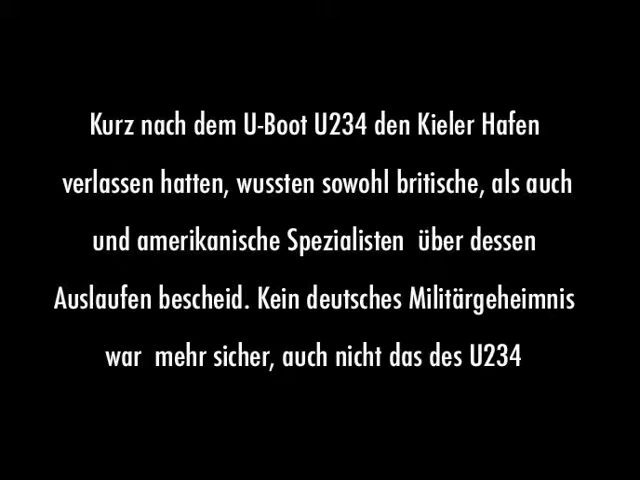 Kurz nach dem U-Boot U234 den Kieler Hafen
verlassen hatten, wussten sowohl britische, als auch
und amerikanische Spezialisten über dessen
Auslaufen bescheid. Kein deutsches Militärgeheimnis
war mehr sicher, auch nicht das des U234